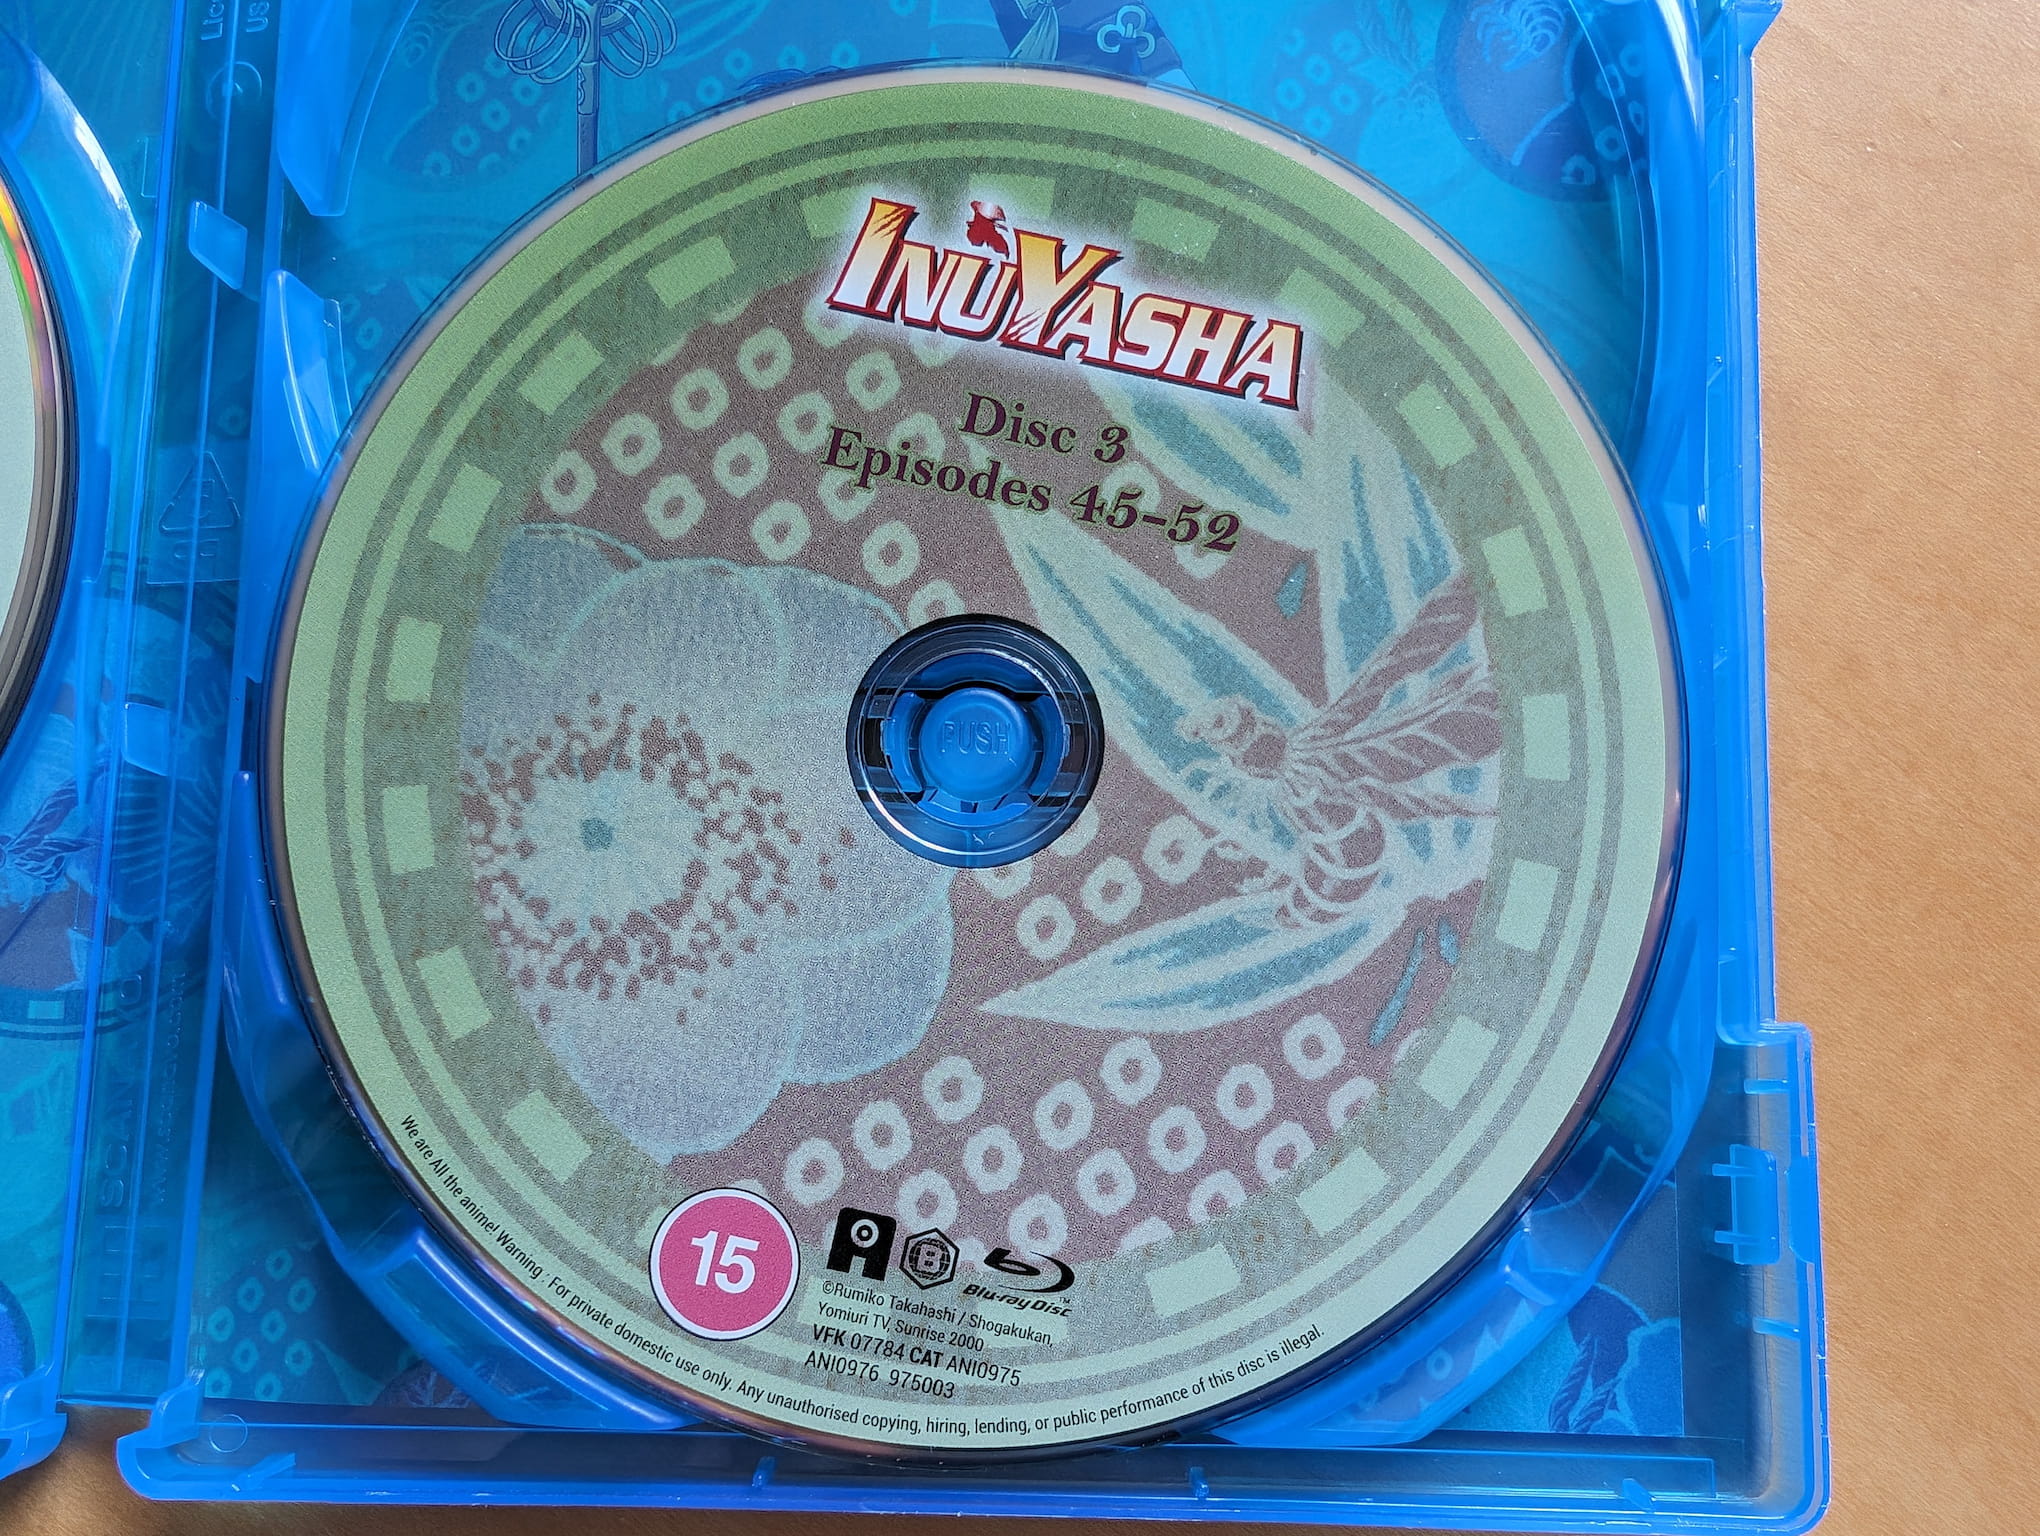 INUYASHA
Disc 3
Episodes 45-52
PUSH
15
B
Blu-ray Disc™
©Rumiko Takahashi / Shogakukan,
Yomiuri TV, Sunrise 2000
VFK 07784 CAT ANI0975
ANI0976 975003
We are All the anime! Warning : For private domestic use only. Any unauthorised copying, hiring, lending, or public performance of this disc is illegal.